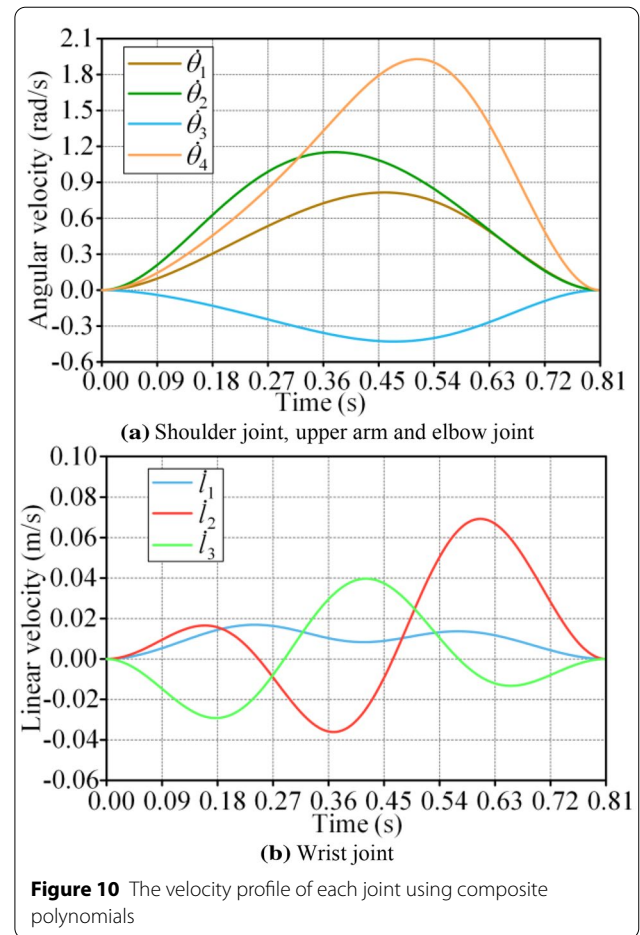 2.1
1.8
1.5
1.2
0.9
0.6
0.3
0.0
-0.3
-0.6
Angular velocity (rad/s)
θ̇1
θ̇2
θ̇3
θ̇4
0.00 0.09 0.18 0.27 0.36 0.45 0.54 0.63 0.72 0.81
Time (s)
(a) Shoulder joint, upper arm and elbow joint
0.10
0.08
0.06
0.04
0.02
0.00
-0.02
-0.04
-0.06
Linear velocity (m/s)
l̇1
l̇2
l̇3
0.00 0.09 0.18 0.27 0.36 0.45 0.54 0.63 0.72 0.81
Time (s)
(b) Wrist joint
Figure 10 The velocity profile of each joint using composite
polynomials